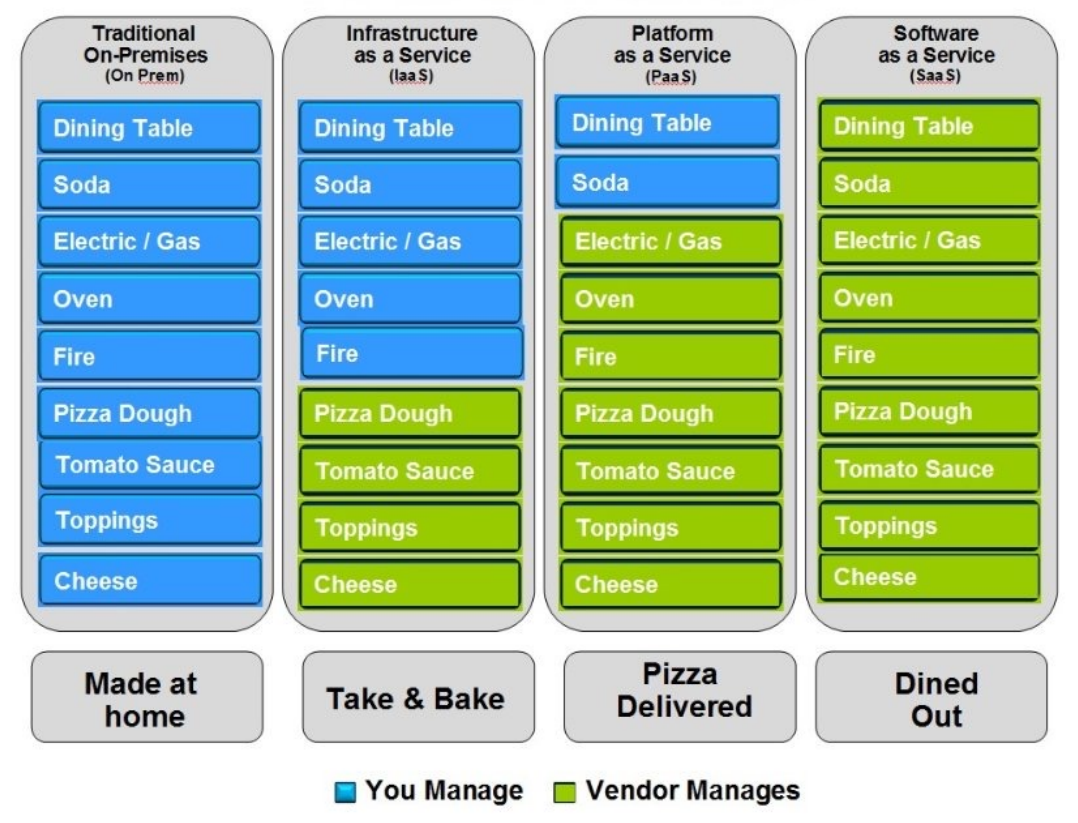 Traditional
On-Premises
(On Prem)
Dining Table
Soda
Electric / Gas
Oven
Fire
Pizza Dough
Tomato Sauce
Toppings
Cheese
Made at
home
Infrastructure
as a Service
(IaaS)
Dining Table
Soda
Electric / Gas
Oven
Fire
Pizza Dough
Tomato Sauce
Toppings
Cheese
Take & Bake
Platform
as a Service
(PaaS)
Dining Table
Soda
Electric / Gas
Oven
Fire
Pizza Dough
Tomato Sauce
Toppings
Cheese
Pizza
Delivered
Software
as a Service
(SaaS)
Dining Table
Soda
Electric / Gas
Oven
Fire
Pizza Dough
Tomato Sauce
Toppings
Cheese
Dined
Out
You Manage
Vendor Manages